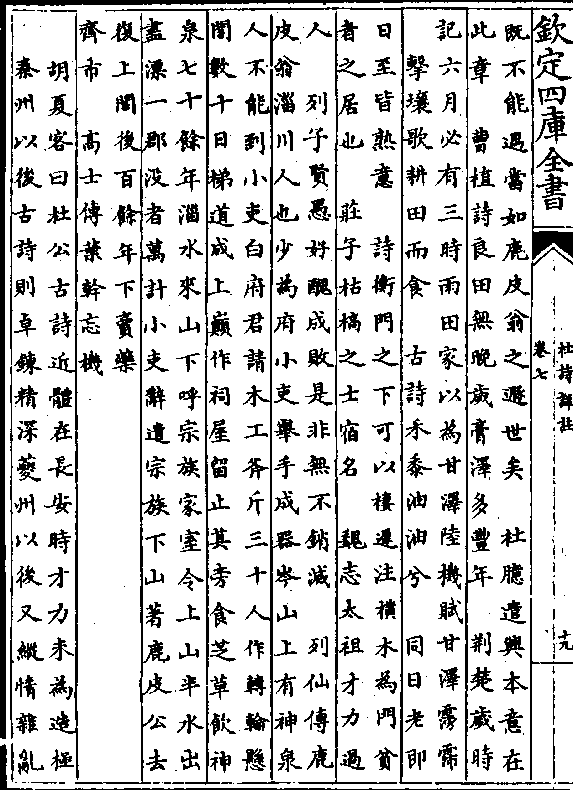 欽定四庫全書
杜詩詳註
卷七
十九
既不能遇當如鹿皮翁之遯世矣　杜臆遣興本意在
此章　曹植詩良田無晚歲膏澤多豐年　荆楚歲時
記六月必有三時雨田家以為甘澤陸機賦甘澤霧霈
擊壤歌耕田而食　古詩禾黍油油兮　同日老即
日至皆熟意　詩衡門之下可以棲遲注横木為門貧
者之居也　莊子枯槁之士宿名　魏志太祖才力過
人　列子賢愚好醜成敗是非無不銷滅　列仙傳鹿
皮翁淄川人也少為府小吏舉手成器岑山上有神泉
人不能到小吏白府君請木工斧斤三十人作轉輪懸
閣數十日梯道成上巔作祠屋留止其旁食芝草飲神
泉七十餘年淄水來山下呼宗族家室令上山半水出
盡漂一郡没者萬計小吏辭遣宗族下山著鹿皮公去
復上閣後百餘年下賣藥
齊市　高士傳葉幹忘機
胡夏客曰杜公古詩近體在長安時才力未為造極
秦州以後古詩則卓鍊精深夔州以後又縱情雜亂